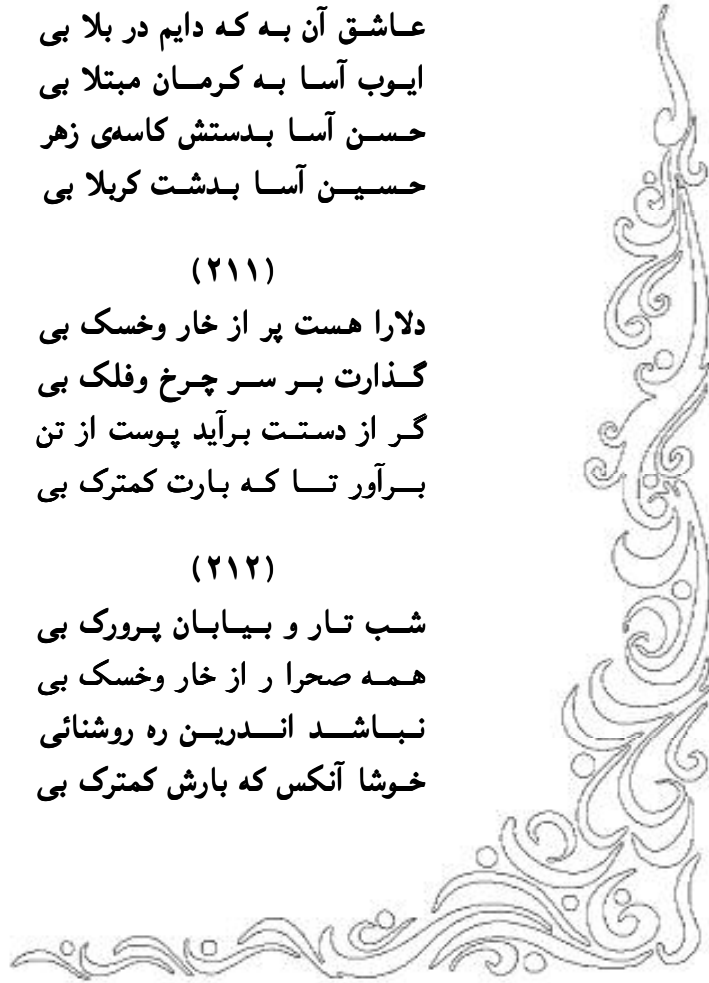 عاشق آن به که دایم در بلا بی
ایوب آسا به کرمان مبتلا بی
حسن آسا بدستش کاسه‌ی زهر
حسین آسا بدشت کربلا بی
(۲۱۱)
دلارا هست پر از خار وخسک بی
گذارت بر سر چرخ وفلک بی
گر از دستت برآید پوست از تن
برآور تا که بارت کمترک بی
(۲۱۲)
شب تار و بیابان پرورک بی
همه صحرا ر از خار وخسک بی
نباشد اندرین ره روشنائی
خوشا آنکس که بارش کمترک بی